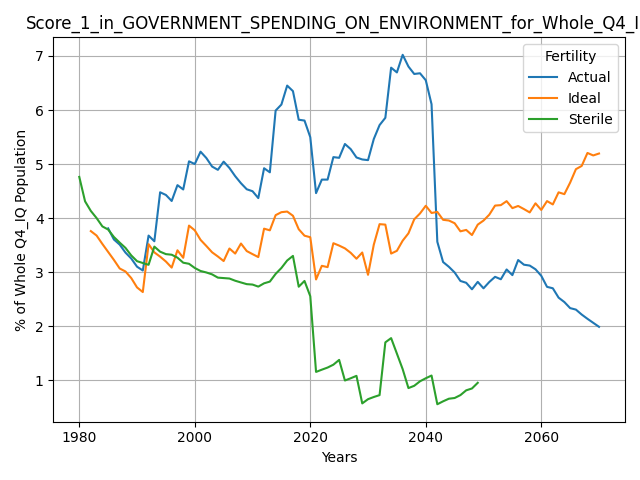 Score_1_in_GOVERNMENT_SPENDING_ON_ENVIRONMENT_for_Whole_Q4_I
Fertility
Actual
Ideal
Sterile
% of Whole Q4_IQ Population
7
6
5
4
3
2
1
1980 2000 2020 2040 2060
Years